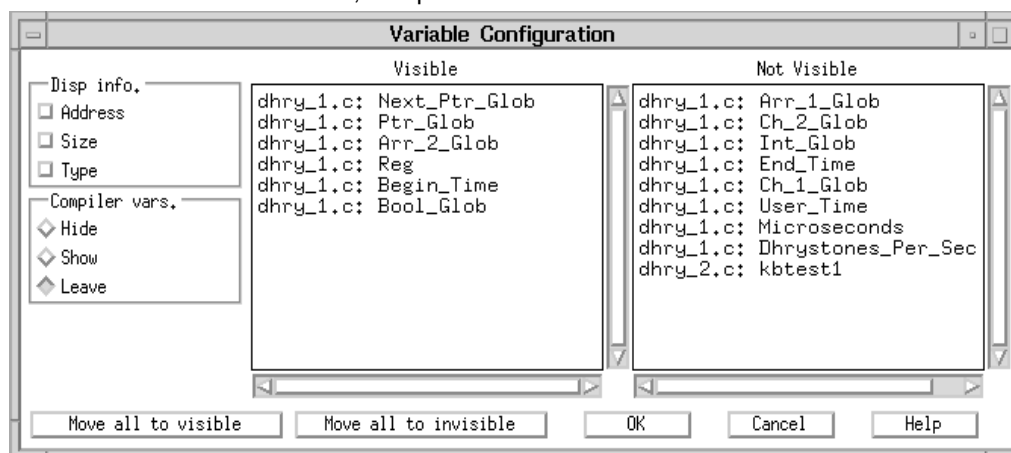 Variable Configuration
Disp info.
Address
Size
Type
Compiler vars.
Hide
Show
Leave
Visible
dhry_1.c: Next_Ptr_Glob
dhry_1.c: Ptr_Glob
dhry_1.c: Arr_2_Glob
dhry_1.c: Reg
dhry_1.c: Begin_Time
dhry_1.c: Bool_Glob
Not Visible
dhry_1.c: Arr_1_Glob
dhry_1.c: Ch_2_Glob
dhry_1.c: Int_Glob
dhry_1.c: End_Time
dhry_1.c: Ch_1_Glob
dhry_1.c: User_Time
dhry_1.c: Microseconds
dhry_1.c: Dhrystones_Per_Sec
dhry_2.c: kbtest1
Move all to visible
Move all to invisible
OK
Cancel
Help